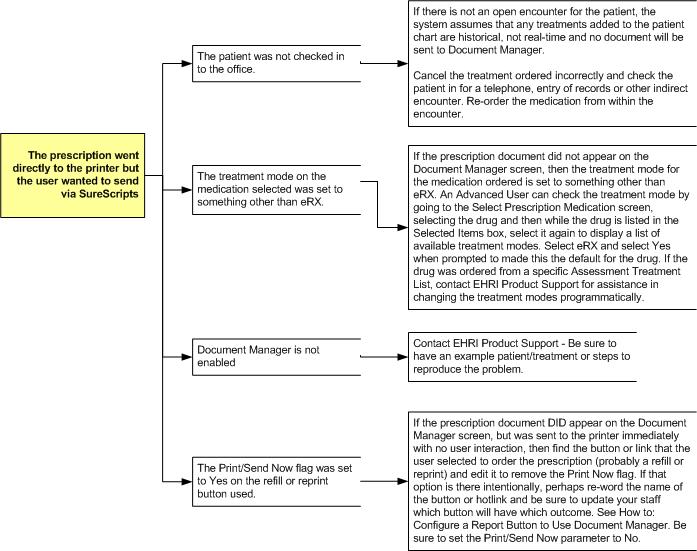 The prescription went
directly to the printer but
the user wanted to send
via SureScripts
The patient was not checked in
to the office.
If there is not an open encounter for the patient, the
system assumes that any treatments added to the patient
chart are historical, not real-time and no document will be
sent to Document Manager.
Cancel the treatment ordered incorrectly and check the
patient in for a telephone, entry of records or other indirect
encounter. Re-order the medication from within the
encounter.
The treatment mode on the
medication selected was set to
something other than eRX.
If the prescription document did not appear on the
Document Manager screen, then the treatment mode for
the medication ordered is set to something other than
eRX. An Advanced User can check the treatment mode by
going to the Select Prescription Medication screen,
selecting the drug and then while the drug is listed in the
Selected Items box, select it again to display a list of
available treatment modes. Select eRX and select Yes
when prompted to made this the default for the drug. If the
drug was ordered from a specific Assessment Treatment
List, contact EHRI Product Support for assistance in
changing the treatment modes programmatically.
Document Manager is not
enabled
Contact EHRI Product Support - Be sure to
have an example patient/treatment or steps to
reproduce the problem.
The Print/Send Now flag was set
to Yes on the refill or reprint
button used.
If the prescription document DID appear on the Document
Manager screen, but was sent to the printer immediately
with no user interaction, then find the button or link that the
user selected to order the prescription (probably a refill or
reprint) and edit it to remove the Print Now flag. If that
option is there intentionally, perhaps re-word the name of
the button or hotlink and be sure to update your staff
which button will have which outcome. See How to:
Configure a Report Button to Use Document Manager. Be
sure to set the Print/Send Now parameter to No.